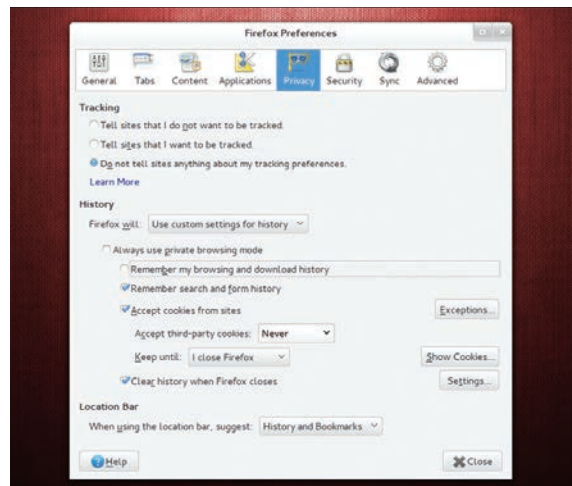 Firefox Preferences
General Tabs Content Applications Privacy Security Sync Advanced
Tracking
Tell sites that I do not want to be tracked.
Tell sites that I want to be tracked.
Do not tell sites anything about my tracking preferences.
Learn More
History
Firefox will: Use custom settings for history
Always use private browsing mode
Remember my browsing and download history
Remember search and form history
Accept cookies from sites Exceptions...
Accept third-party cookies: Never
Keep until: I close Firefox Show Cookies...
Clear history when Firefox closes Settings...
Location Bar
When using the location bar, suggest: History and Bookmarks
Help Close